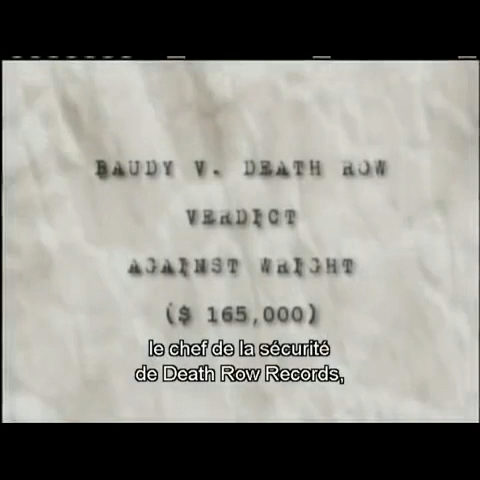 BAUDY V. DEATH ROW
VERDICT
AGAINST WRIGHT
($ 165,000)
le chef de la sécurité
de Death Row Records,